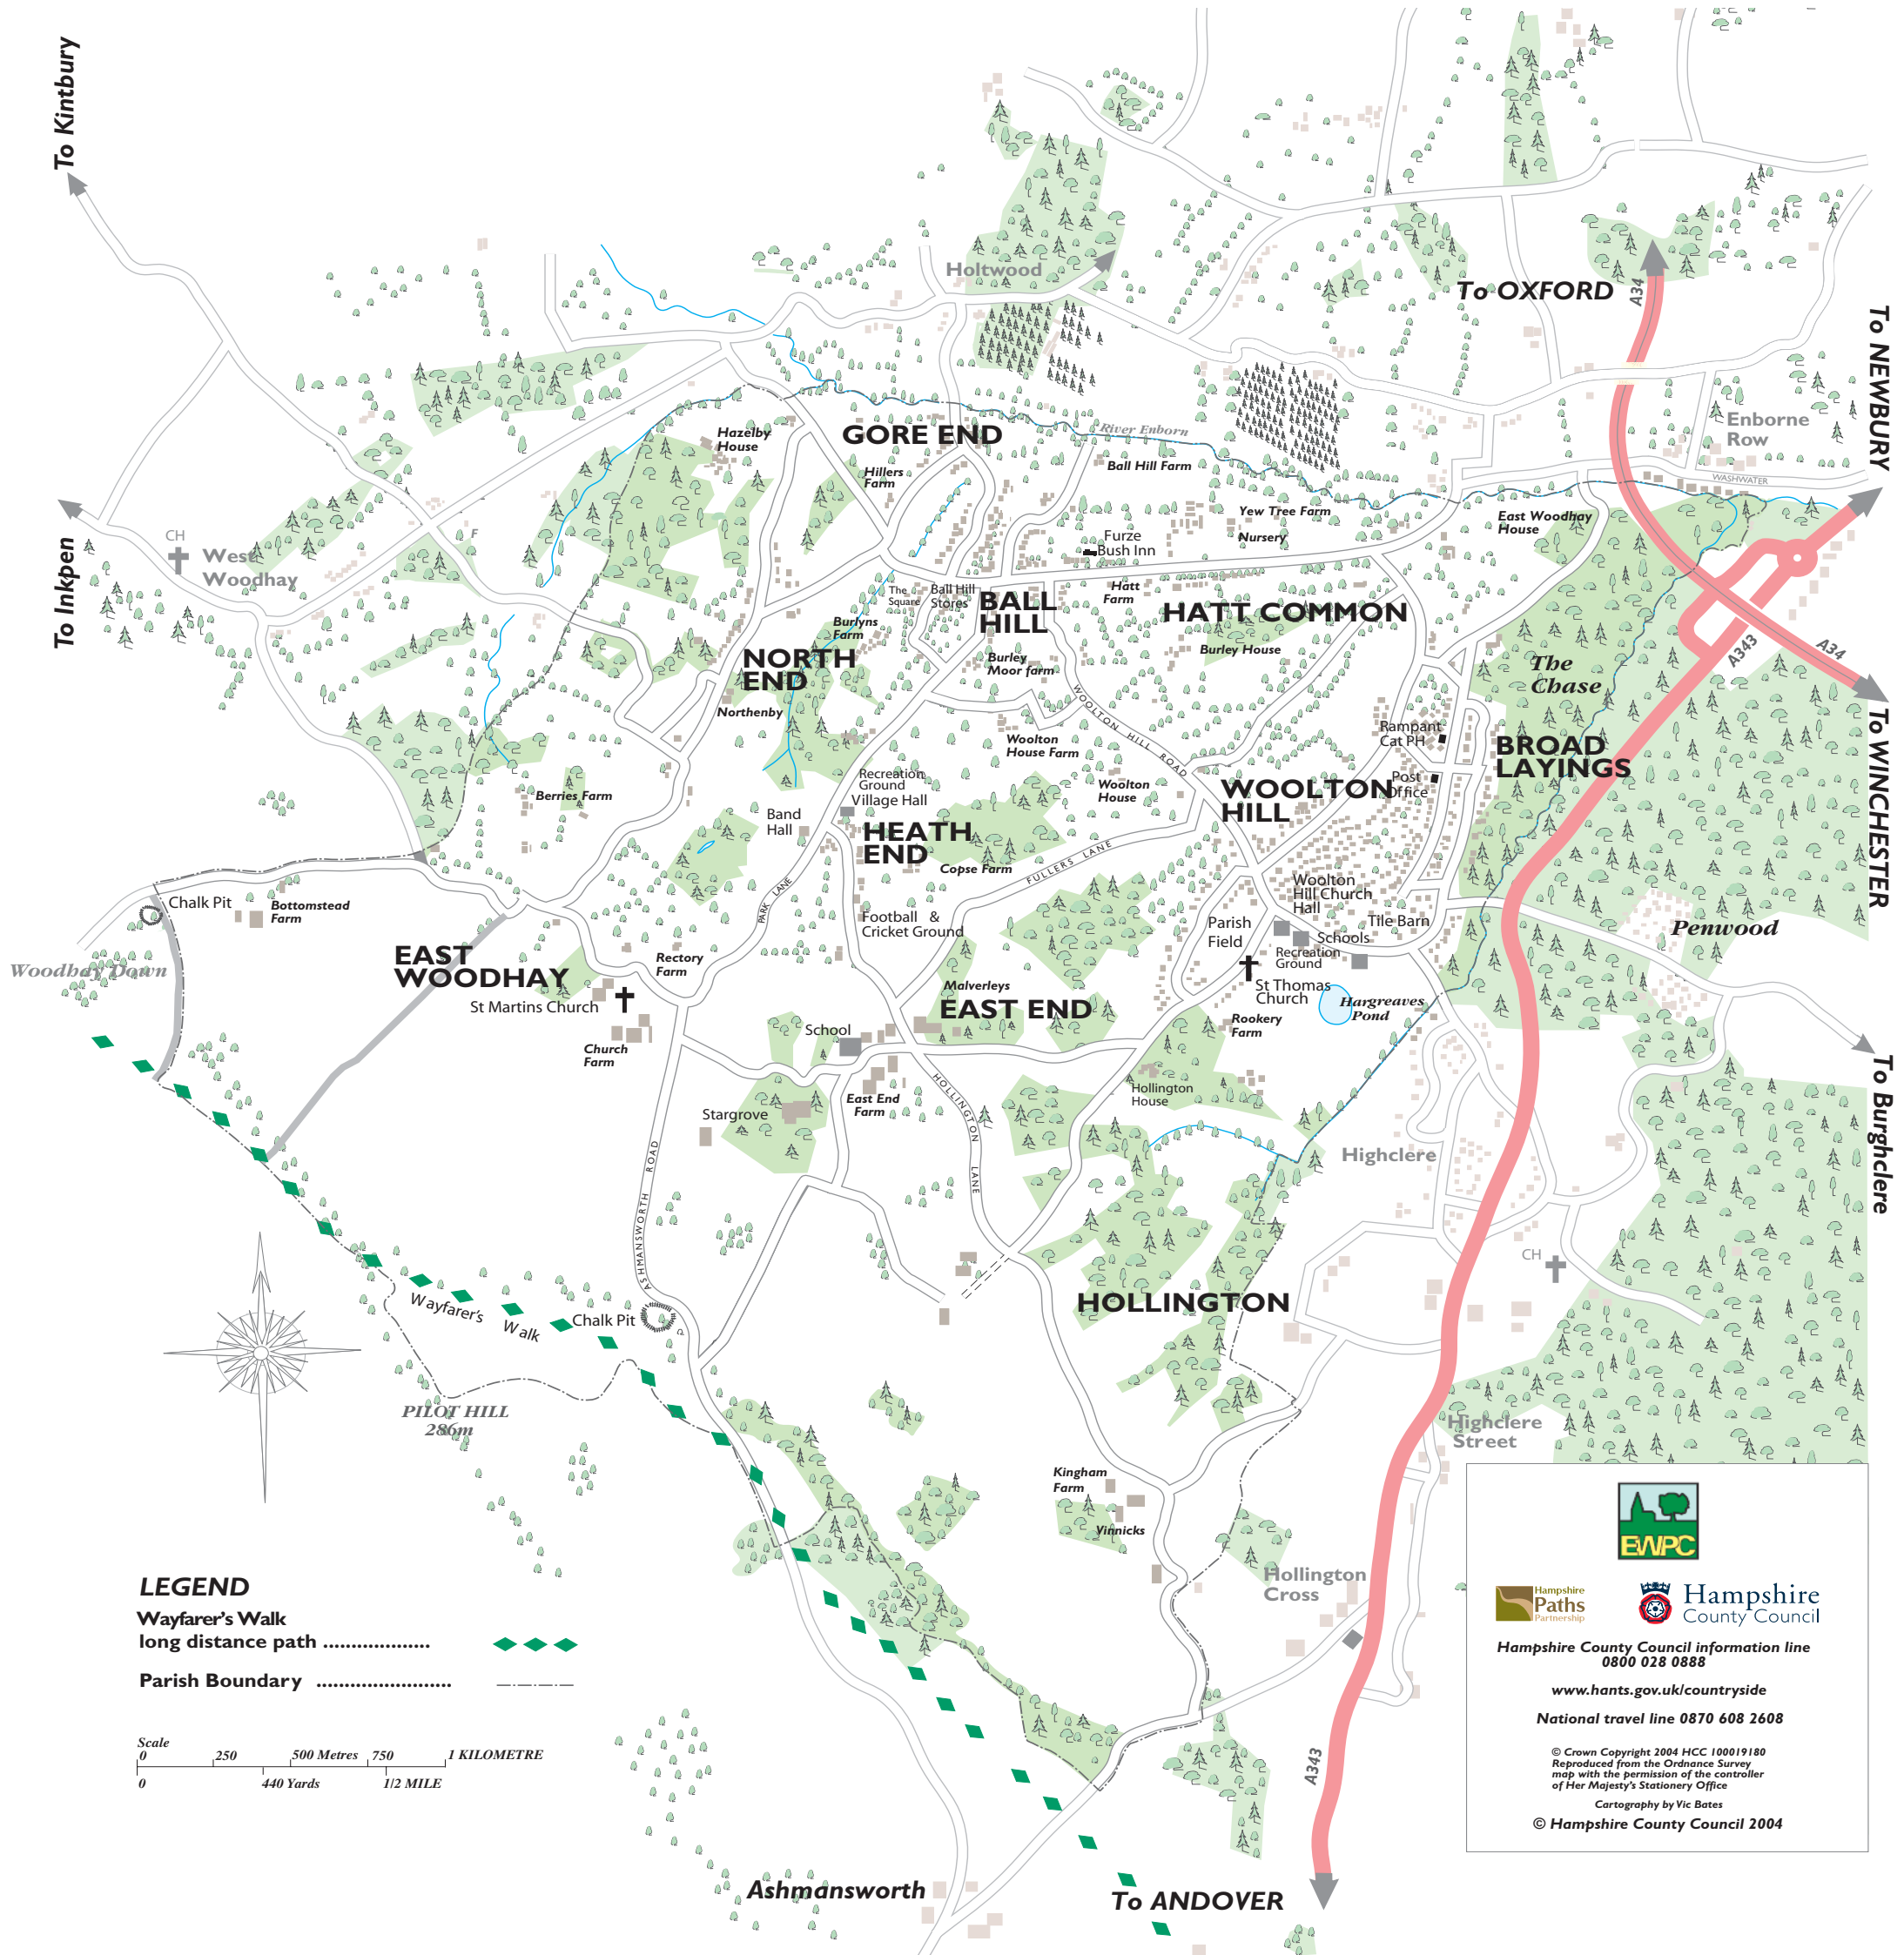 To Kintbury
Holtwood
To OXFORD
A34
To NEWBURY
Hazelby
House
GORE END
River Enborn
Enborne
Row
Hillers
Farm
Ball Hill Farm
WASHWATER
Yew Tree Farm
East Woodhay
House
Nursery
To Inkpen
CH
West
Woodhay
F
Furze
Bush Inn
The
Square
Ball Hill
Stores
BALL
HILL
Hatt
Farm
HATT COMMON
Burlyns
Farm
Burley House
NORTH
END
Burley
Moor farm
The
Chase
A343
A34
Northenby
WOOLTON HILL ROAD
Rampant
Cat PH
Woolton
House Farm
BROAD
LAYINGS
To WINCHESTER
Recreation
Ground
Village Hall
Woolton
House
WOOLTON
HILL
Post
Office
Berries Farm
Band
Hall
HEATH
END
Copse Farm
FULLERS LANE
PARK LANE
Woolton
Hill Church
Hall
Chalk Pit
Bottomstead
Farm
Football &
Cricket Ground
Parish
Field
Tile Barn
Schools
Recreation
Ground
Penwood
EAST
WOODHAY
Rectory
Farm
Woodhay Down
St Martins Church
Malverleys
EAST END
St Thomas
Church
Hargreaves
Pond
Rookery
Farm
School
Church
Farm
To Burghclere
HOLLINGTON LANE
Hollington
House
East End
Farm
Stargrove
Highclere
ASHMANSWORTH ROAD
CH
HOLLINGTON
Wayfarer's
Walk
Chalk Pit
PILOT HILL
286m
Highclere
Street
Kingham
Farm
Vinnicks
Hollington
Cross
LEGEND
Wayfarer's Walk
long distance path ...................
Parish Boundary ........................
Scale
0 250 500 Metres 750 1 KILOMETRE
0 440 Yards 1/2 MILE
A343
Ashmansworth
To ANDOVER
EWPC
Hampshire
Paths
Partnership
Hampshire
County Council
Hampshire County Council information line
0800 028 0888
www.hants.gov.uk/countryside
National travel line 0870 608 2608
© Crown Copyright 2004 HCC 100019180
Reproduced from the Ordnance Survey
map with the permission of the controller
of Her Majesty's Stationery Office
Cartography by Vic Bates
© Hampshire County Council 2004